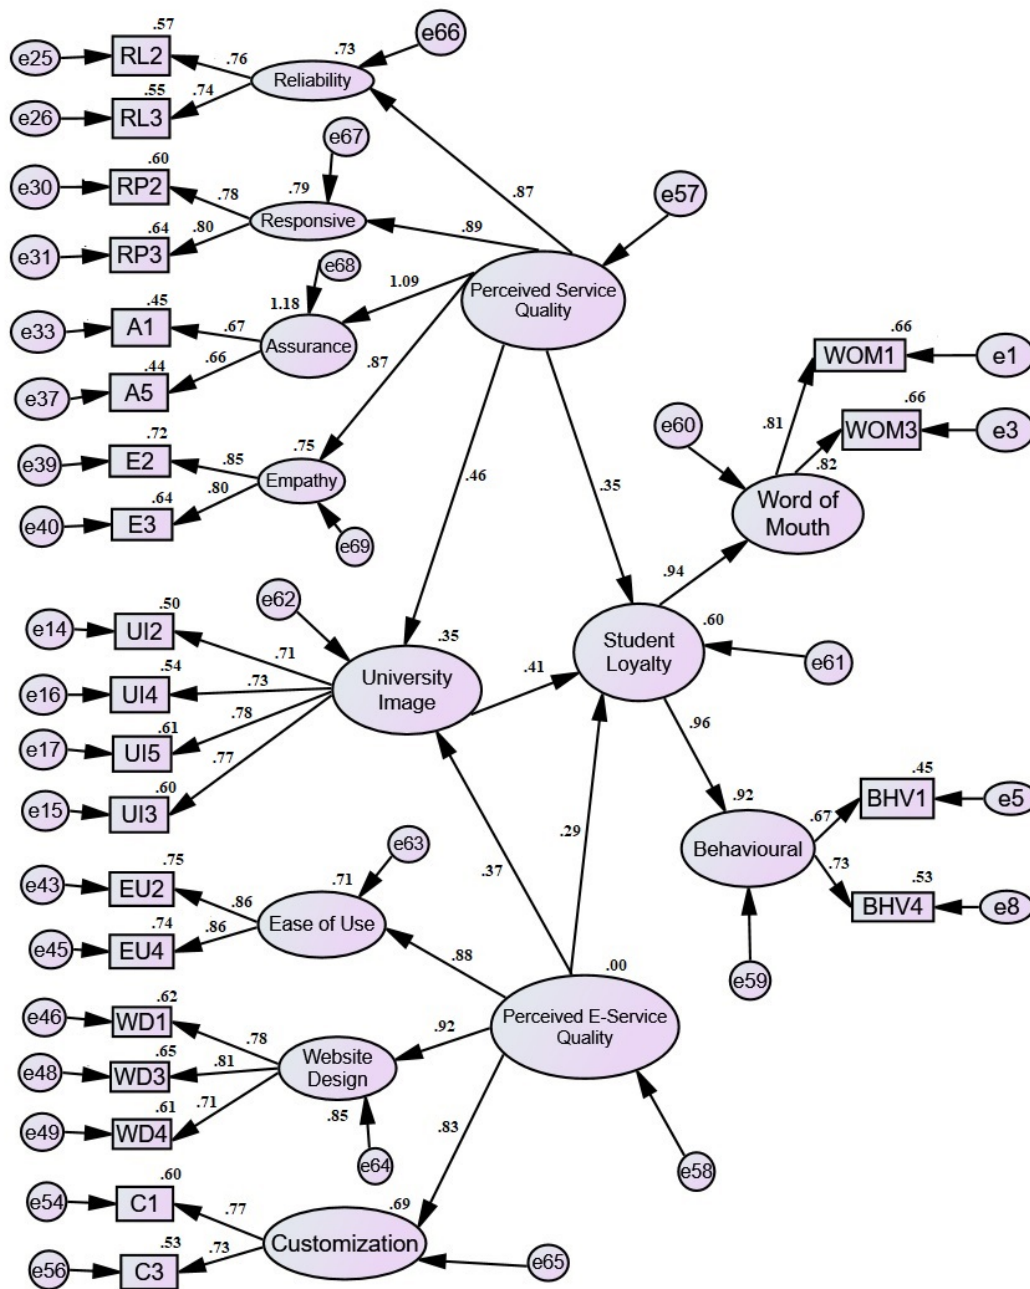 .57
e25
RL2
.76
.73
e66
Reliability
.55
.74
e26
RL3
e67
.60
e30
RP2
.78
.79
Responsive
.87
e57
.89
.64
.80
e31
RP3
e68
1.09
Perceived Service
Quality
.45
1.18
e33
A1
.67
Assurance
.66
.44
e37
A5
.87
.66
WOM1
e1
.72
e39
E2
.85
.75
Empathy
.80
.64
e40
E3
e69
.46
.35
e60
.81
.66
WOM3
e3
.82
Word of
Mouth
.94
e62
.50
e14
UI2
.71
.35
University
Image
.60
Student
Loyalty
e61
.41
.54
.73
e16
UI4
.78
.61
e17
UI5
.77
.60
e15
UI3
.96
.92
Behavioural
.45
BHV1
e5
.67
.73
.53
BHV4
e8
e59
.29
.37
e63
.75
e43
EU2
.86
.71
Ease of Use
.74
.86
e45
EU4
.88
.00
Perceived E-Service
Quality
.62
e46
WD1
.92
.78
Website
Design
.65
.81
e48
WD3
.61
.71
e49
WD4
.85
e64
.83
e58
.60
e54
C1
.77
.69
Customization
e65
.53
.73
e56
C3